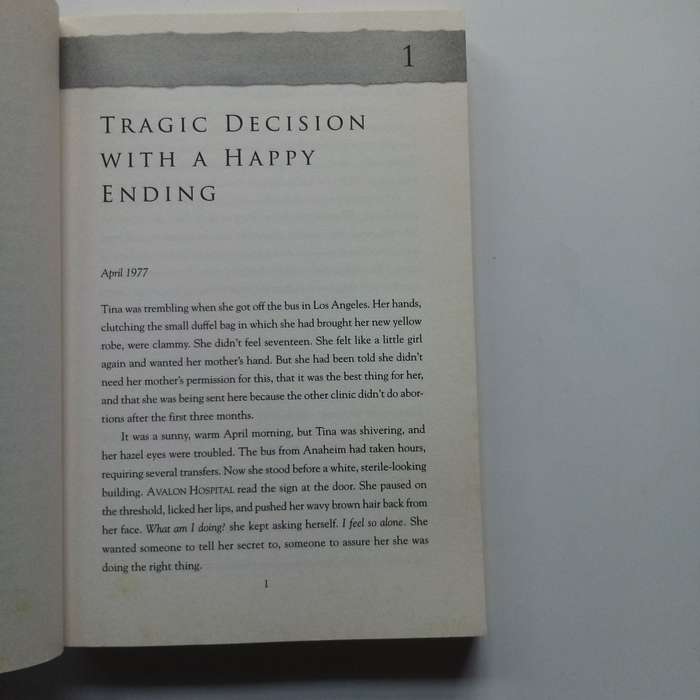 1
TRAGIC DECISION
WITH A HAPPY
ENDING
April 1977
Tina was trembling when she got off the bus in Los Angeles. Her hands,
clutching the small duffel bag in which she had brought her new yellow
robe, were clammy. She didn't feel seventeen. She felt like a little girl
again and wanted her mother's hand. But she had been told she didn't
need her mother's permission for this, that it was the best thing for her,
and that she was being sent here because the other clinic didn't do abor-
tions after the first three months.
It was a sunny, warm April morning, but Tina was shivering, and
her hazel eyes were troubled. The bus from Anaheim had taken hours,
requiring several transfers. Now she stood before a white, sterile-looking
building. AVALON HOSPITAL read the sign at the door. She paused on
the threshold, licked her lips, and pushed her wavy brown hair back from
her face. What am I doing? she kept asking herself. I feel so alone. She
wanted someone to tell her secret to, someone to assure her she was
doing the right thing.
1